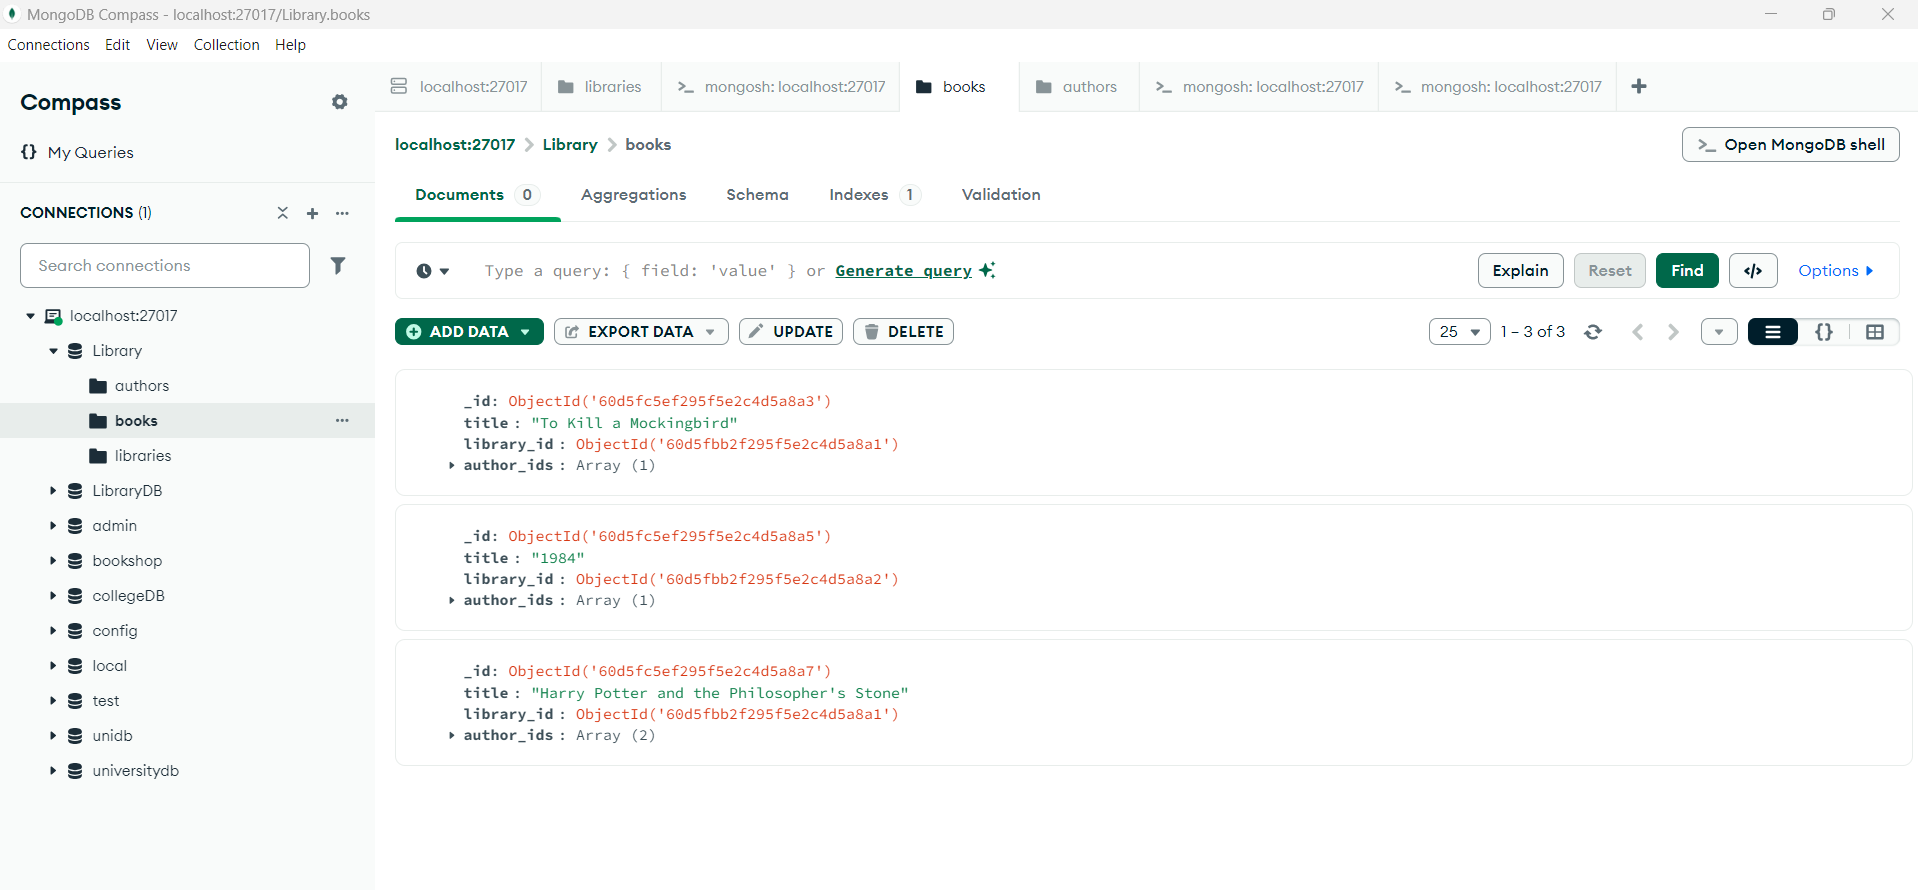 MongoDB Compass - localhost:27017/Library.books
Connections Edit View Collection Help
localhost:27017 libraries >_ mongosh: localhost:27017 books authors >_ mongosh: localhost:27017 >_ mongosh: localhost:27017 +
Compass
{} My Queries
localhost:27017 > Library > books
>_ Open MongoDB shell
Documents 0 Aggregations Schema Indexes 1 Validation
CONNECTIONS (1)
Search connections
Type a query: { field: 'value' } or Generate query
Explain Reset Find </> Options
ADD DATA EXPORT DATA UPDATE DELETE
25 1 – 3 of 3 {}
localhost:27017
Library
authors
books
libraries
LibraryDB
admin
bookshop
collegeDB
config
local
test
unidb
universitydb
_id: ObjectId('60d5fc5ef295f5e2c4d5a8a3')
title : "To Kill a Mockingbird"
library_id : ObjectId('60d5fbb2f295f5e2c4d5a8a1')
author_ids : Array (1)
_id: ObjectId('60d5fc5ef295f5e2c4d5a8a5')
title : "1984"
library_id : ObjectId('60d5fbb2f295f5e2c4d5a8a2')
author_ids : Array (1)
_id: ObjectId('60d5fc5ef295f5e2c4d5a8a7')
title : "Harry Potter and the Philosopher's Stone"
library_id : ObjectId('60d5fbb2f295f5e2c4d5a8a1')
author_ids : Array (2)